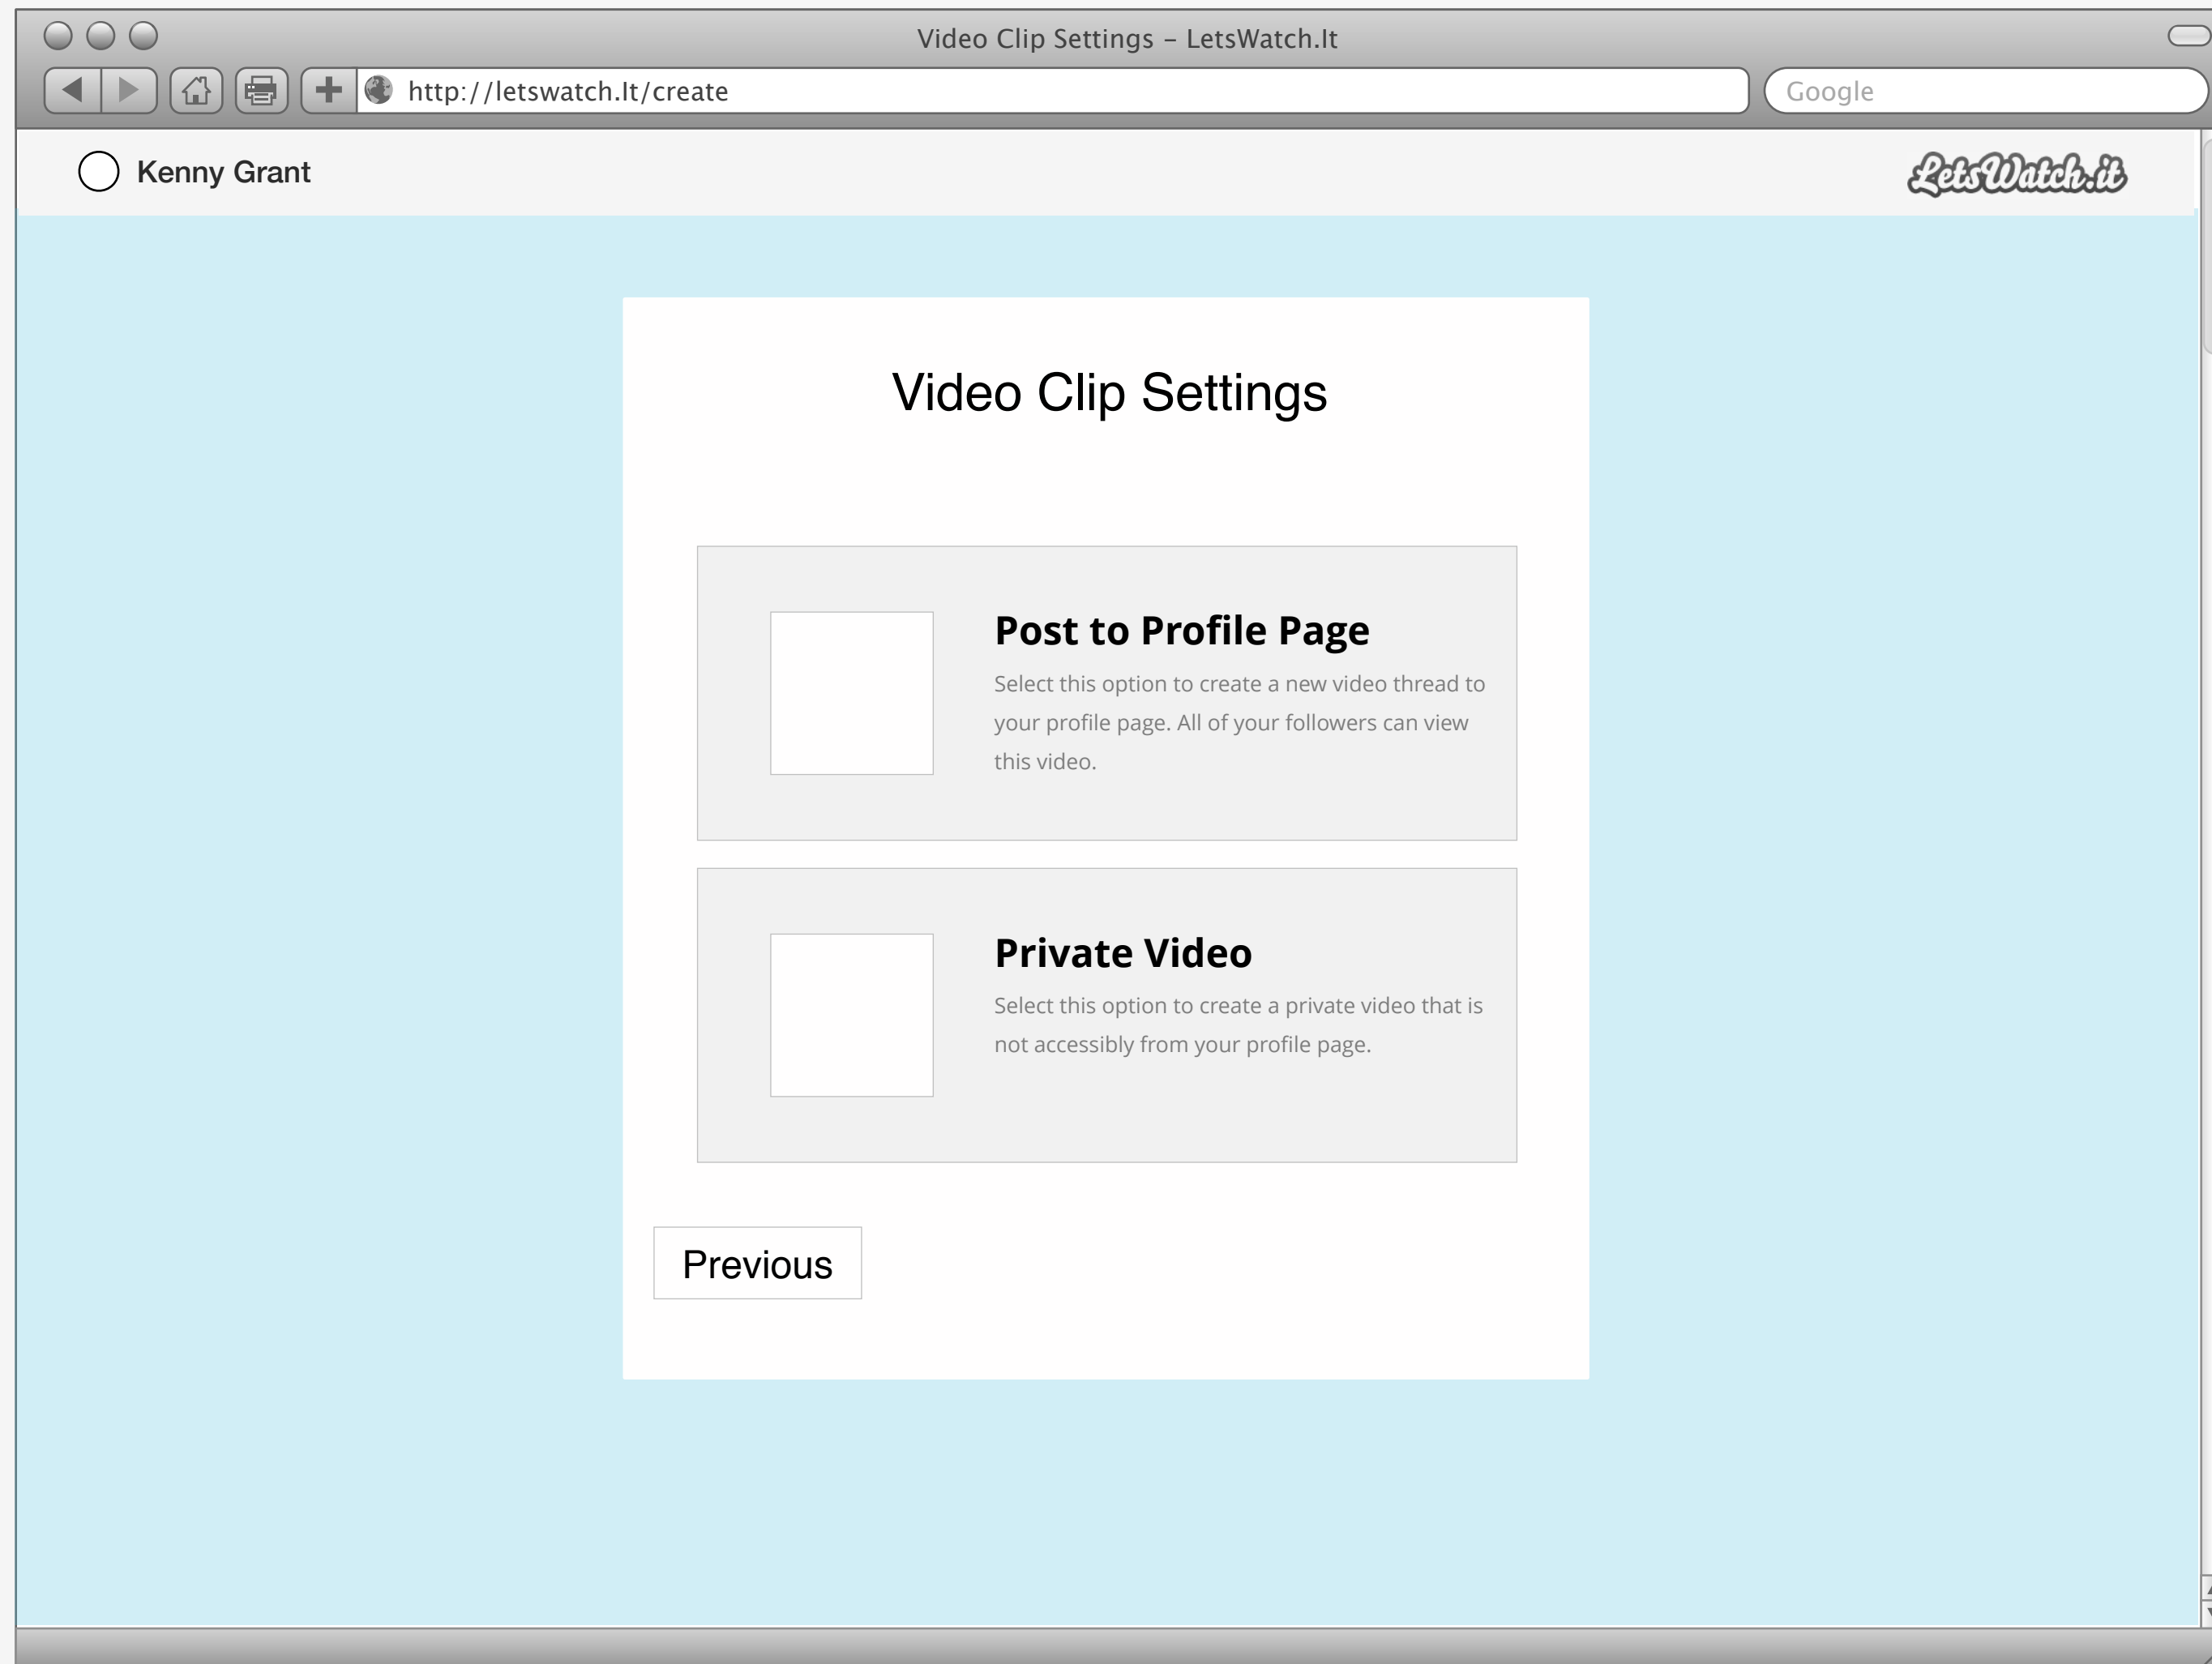 Video Clip Settings – LetsWatch.It
http://letswatch.It/create
Google
Kenny Grant
LetsWatch.it
Video Clip Settings
Post to Profile Page
Select this option to create a new video thread to
your profile page. All of your followers can view
this video.
Private Video
Select this option to create a private video that is
not accessibly from your profile page.
Previous